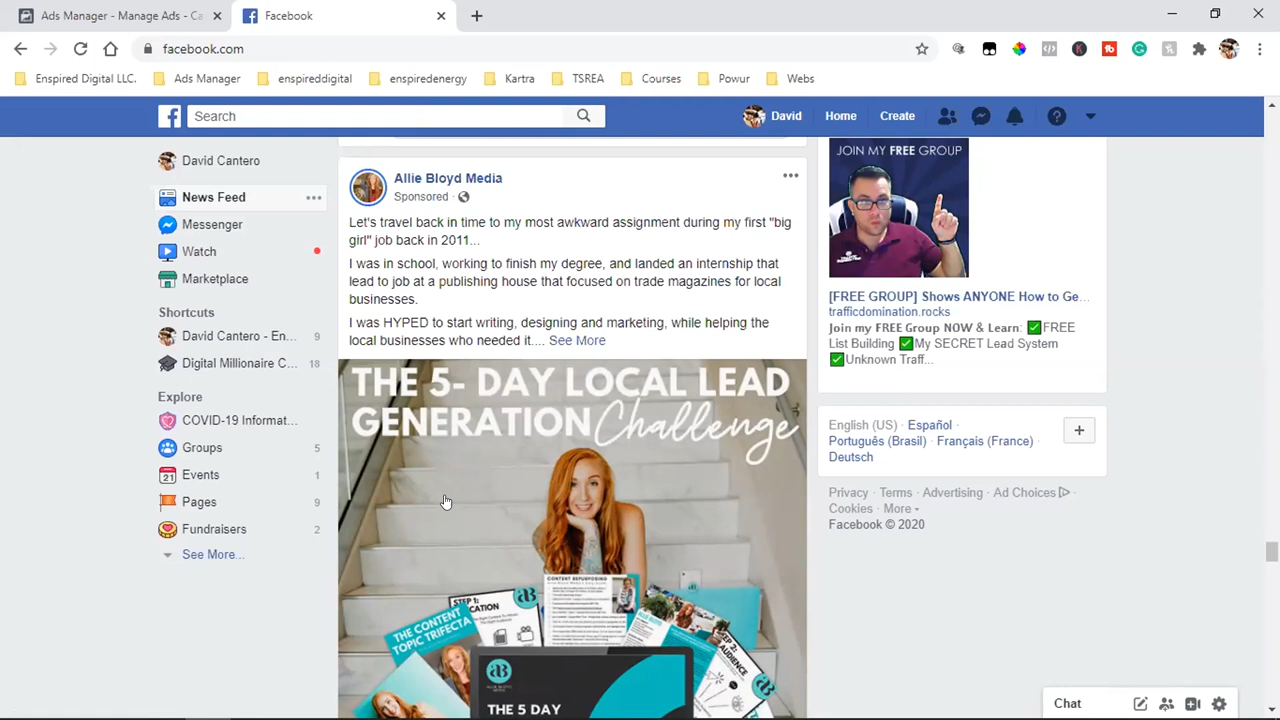 Ads Manager - Manage Ads - Ca
Facebook
facebook.com
Enspired Digital LLC.
Ads Manager
enspireddigital
enspiredenergy
Kartra
TSREA
Courses
Powur
Webs
Search
David
Home
Create
David Cantero
News Feed
Messenger
Watch
Marketplace
Shortcuts
David Cantero - En... 9
Digital Millionaire C... 18
Explore
COVID-19 Informat...
Groups 5
Events 1
Pages 9
Fundraisers 2
See More...
Allie Bloyd Media
Sponsored ·
Let's travel back in time to my most awkward assignment during my first "big
girl" job back in 2011...
I was in school, working to finish my degree, and landed an internship that
lead to job at a publishing house that focused on trade magazines for local
businesses.
I was HYPED to start writing, designing and marketing, while helping the
local businesses who needed it.... See More
THE 5- DAY LOCAL LEAD
GENERATION Challenge
STEP 1:
THE CONTENT
TOPIC TRIFECTA
CONTENT REPURPOSING
AUDIENCE
THE 5 DAY
JOIN MY FREE GROUP
[FREE GROUP] Shows ANYONE How to Ge...
trafficdomination.rocks
Join my FREE Group NOW & Learn: ✅FREE
List Building ✅My SECRET Lead System
✅Unknown Traff...
English (US) · Español ·
Português (Brasil) · Français (France) ·
Deutsch
Privacy · Terms · Advertising · Ad Choices ·
Cookies · More
Facebook © 2020
Chat